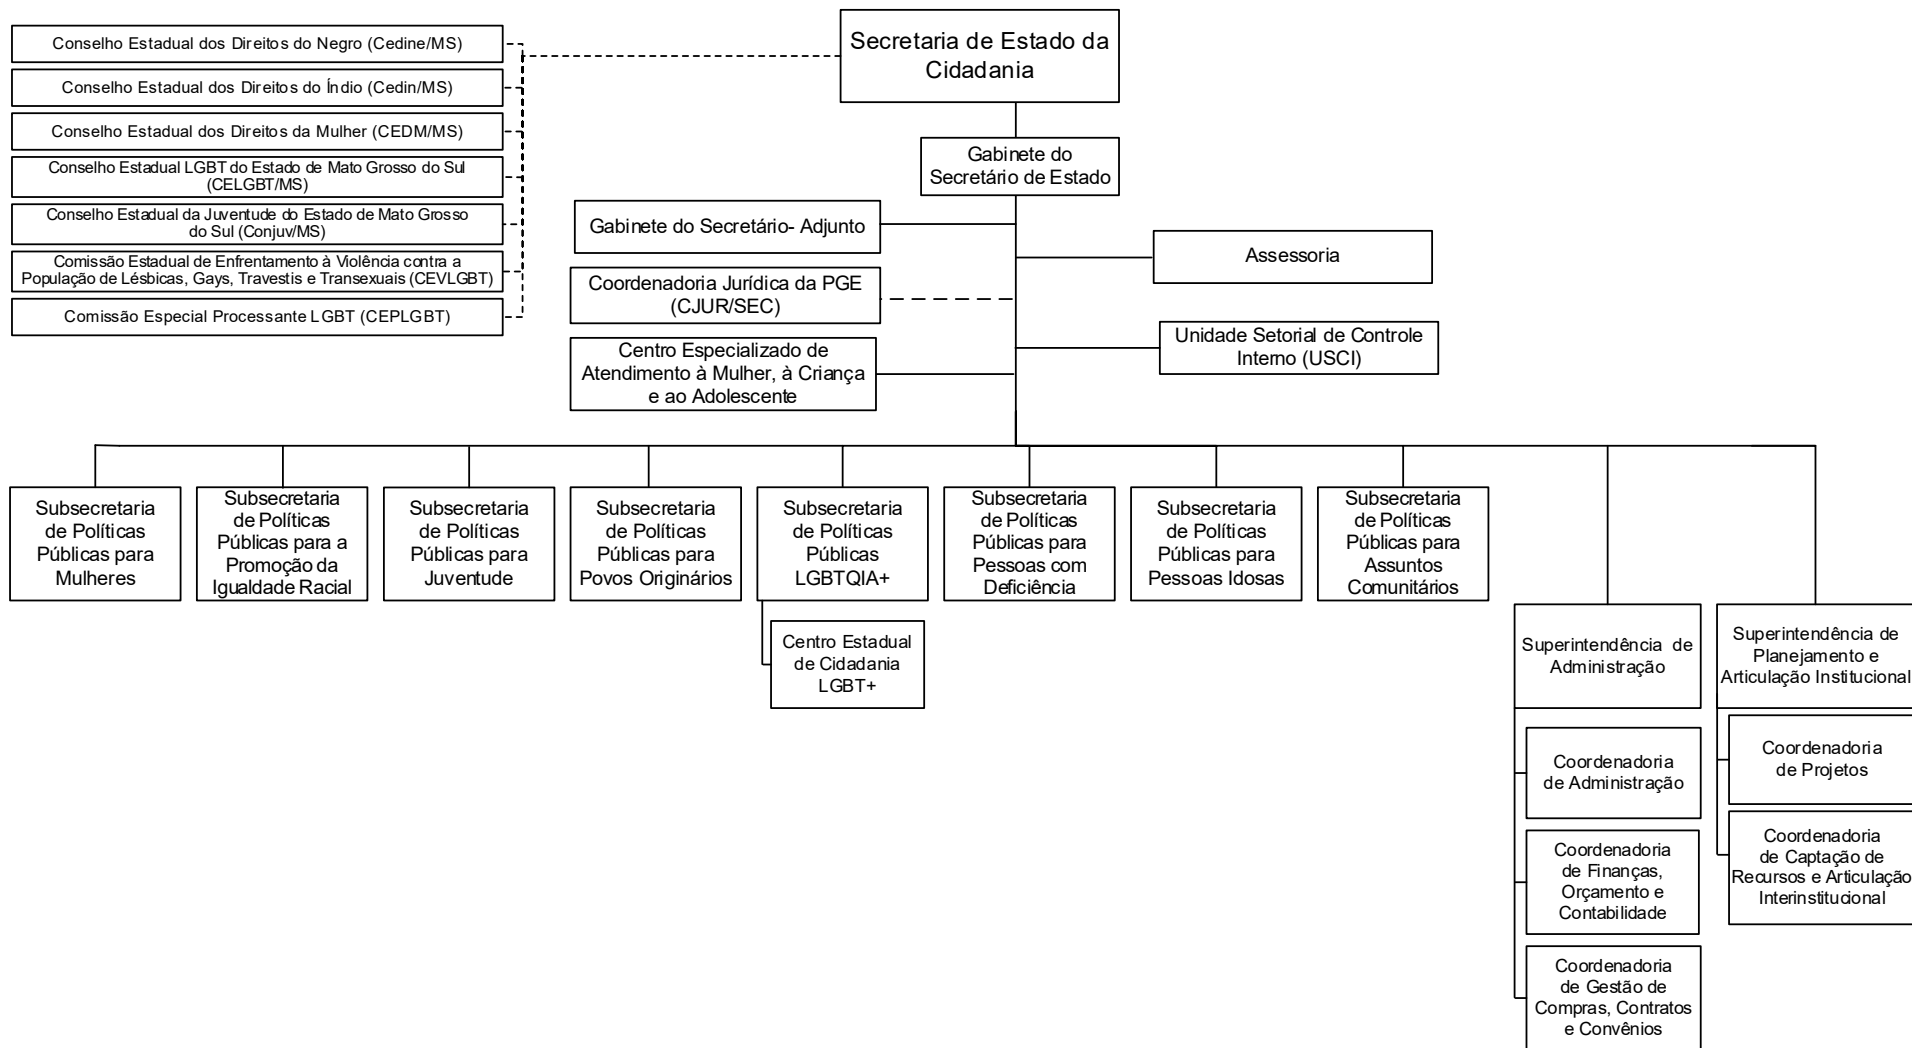 Secretaria de Estado da
Cidadania
Conselho Estadual dos Direitos do Negro (Cedine/MS)
Conselho Estadual dos Direitos do Índio (Cedin/MS)
Conselho Estadual dos Direitos da Mulher (CEDM/MS)
Conselho Estadual LGBT do Estado de Mato Grosso do Sul
(CELGBT/MS)
Conselho Estadual da Juventude do Estado de Mato Grosso
do Sul (Conjuv/MS)
Comissão Estadual de Enfrentamento à Violência contra a
População de Lésbicas, Gays, Travestis e Transexuais (CEVLGBT)
Comissão Especial Processante LGBT (CEPLGBT)
Gabinete do
Secretário de Estado
Gabinete do Secretário- Adjunto
Assessoria
Coordenadoria Jurídica da PGE
(CJUR/SEC)
Unidade Setorial de Controle
Interno (USCI)
Centro Especializado de
Atendimento à Mulher, à Criança
e ao Adolescente
Subsecretaria
de Políticas
Públicas para
Mulheres
Subsecretaria
de Políticas
Públicas para a
Promoção da
Igualdade Racial
Subsecretaria
de Políticas
Públicas para
Juventude
Subsecretaria
de Políticas
Públicas para
Povos Originários
Subsecretaria
de Políticas
Públicas
LGBTQIA+
Centro Estadual
de Cidadania
LGBT+
Subsecretaria
de Políticas
Públicas para
Pessoas com
Deficiência
Subsecretaria
de Políticas
Públicas para
Pessoas Idosas
Subsecretaria
de Políticas
Públicas para
Assuntos
Comunitários
Superintendência de
Administração
Coordenadoria
de Administração
Coordenadoria
de Finanças,
Orçamento e
Contabilidade
Coordenadoria
de Gestão de
Compras, Contratos
e Convênios
Superintendência de
Planejamento e
Articulação Institucional
Coordenadoria
de Projetos
Coordenadoria
de Captação de
Recursos e Articulação
Interinstitucional